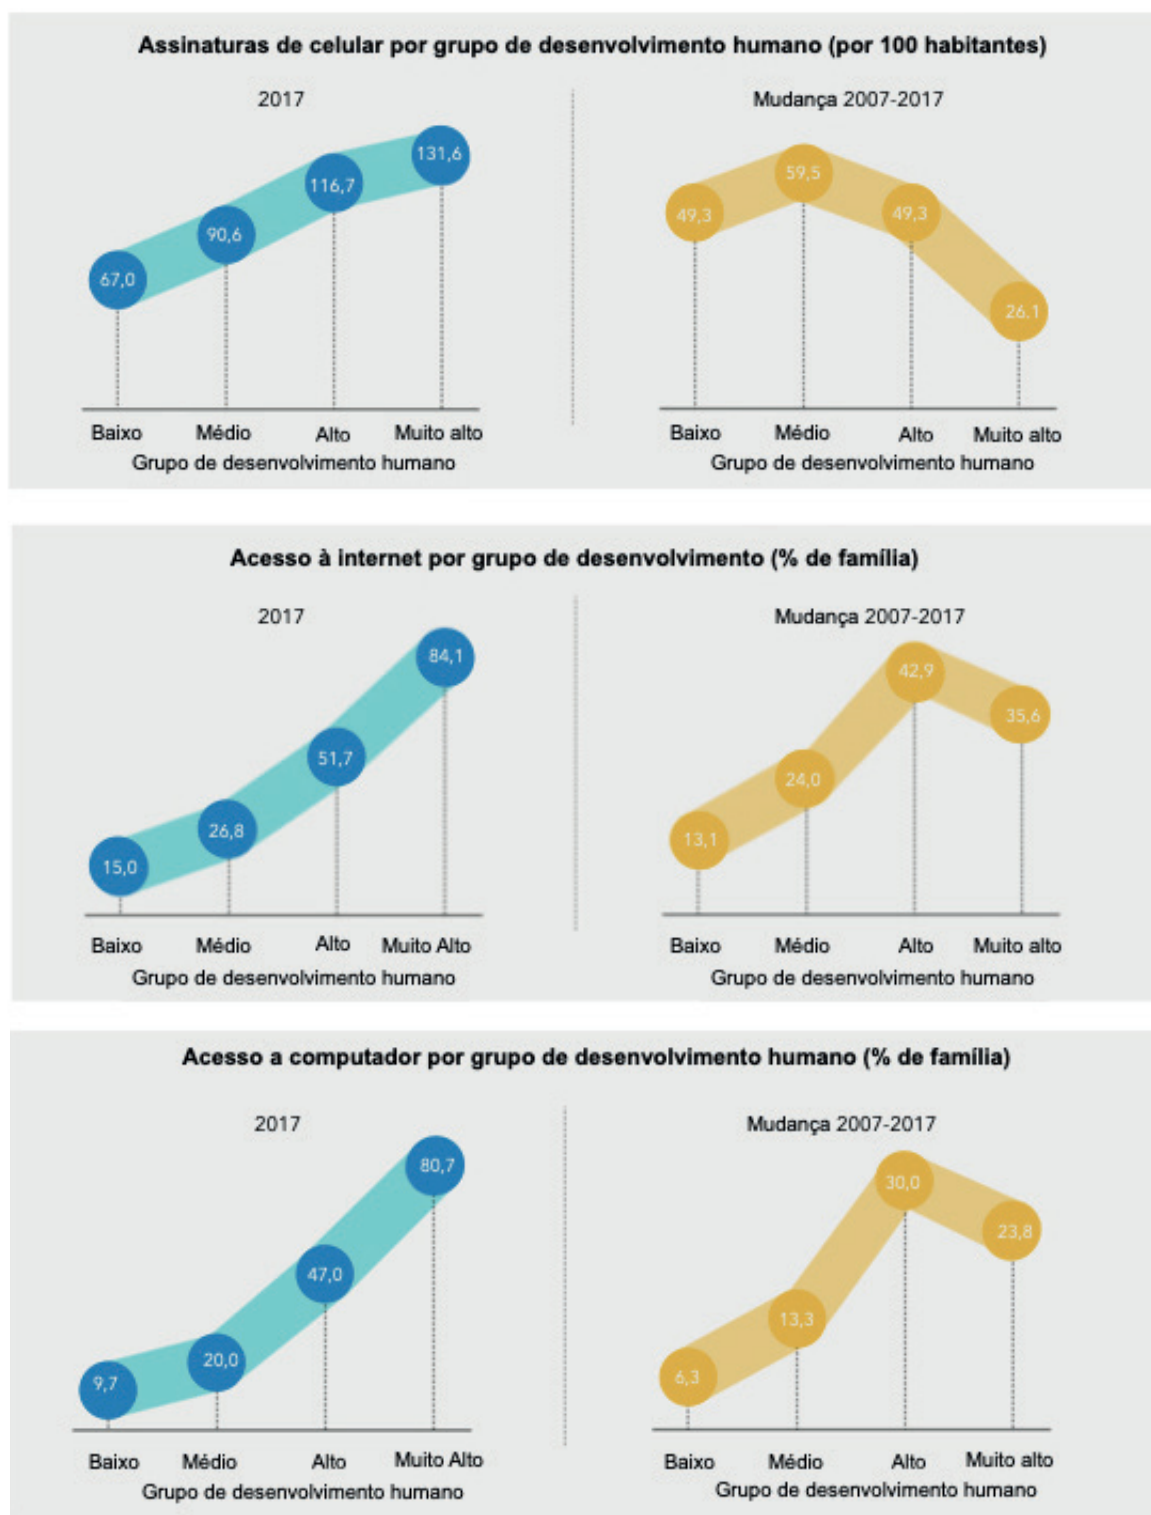 Assinaturas de celular por grupo de desenvolvimento humano (por 100 habitantes)
2017
131,6
116,7
90,6
67,0
Baixo Médio Alto Muito alto
Grupo de desenvolvimento humano
Mudança 2007-2017
59,5
49,3
49,3
26,1
Baixo Médio Alto Muito alto
Grupo de desenvolvimento humano
Acesso à internet por grupo de desenvolvimento (% de família)
2017
84,1
51,7
26,8
15,0
Baixo Médio Alto Muito Alto
Grupo de desenvolvimento humano
Mudança 2007-2017
42,9
35,6
24,0
13,1
Baixo Médio Alto Muito alto
Grupo de desenvolvimento humano
Acesso a computador por grupo de desenvolvimento humano (% de família)
2017
80,7
47,0
20,0
9,7
Baixo Médio Alto Muito Alto
Grupo de desenvolvimento humano
Mudança 2007-2017
30,0
23,8
13,3
6,3
Baixo Médio Alto Muito alto
Grupo de desenvolvimento humano